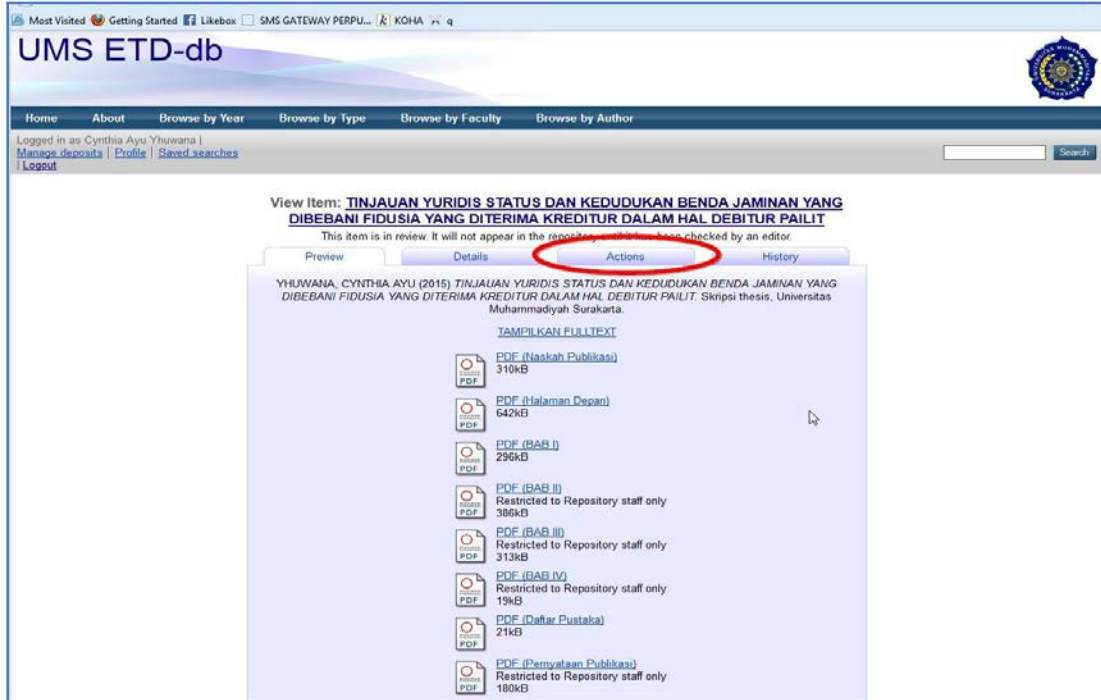 Most Visited Getting Started Likebox SMS GATEWAY PERPU... KOHA q
UMS ETD-db
Home About Browse by Year Browse by Type Browse by Faculty Browse by Author
Logged in as Cynthia Ayu Yhuwana |
Manage deposits | Profile | Saved searches
| Logout
Search
View Item: TINJAUAN YURIDIS STATUS DAN KEDUDUKAN BENDA JAMINAN YANG
DIBEBANI FIDUSIA YANG DITERIMA KREDITUR DALAM HAL DEBITUR PAILIT
This item is in review. It will not appear in the repository until it has been checked by an editor.
Preview Details Actions History
YHUWANA, CYNTHIA AYU (2015) TINJAUAN YURIDIS STATUS DAN KEDUDUKAN BENDA JAMINAN YANG
DIBEBANI FIDUSIA YANG DITERIMA KREDITUR DALAM HAL DEBITUR PAILIT. Skripsi thesis, Universitas
Muhammadiyah Surakarta.
TAMPILKAN FULLTEXT
PDF (Naskah Publikasi)
310kB
PDF
PDF (Halaman Depan)
642kB
PDF
PDF (BAB I)
296kB
PDF
PDF (BAB II)
Restricted to Repository staff only
386kB
PDF
PDF (BAB III)
Restricted to Repository staff only
313kB
PDF
PDF (BAB IV)
Restricted to Repository staff only
19kB
PDF
PDF (Daftar Pustaka)
21kB
PDF
PDF (Pernyataan Publikasi)
Restricted to Repository staff only
180kB
PDF